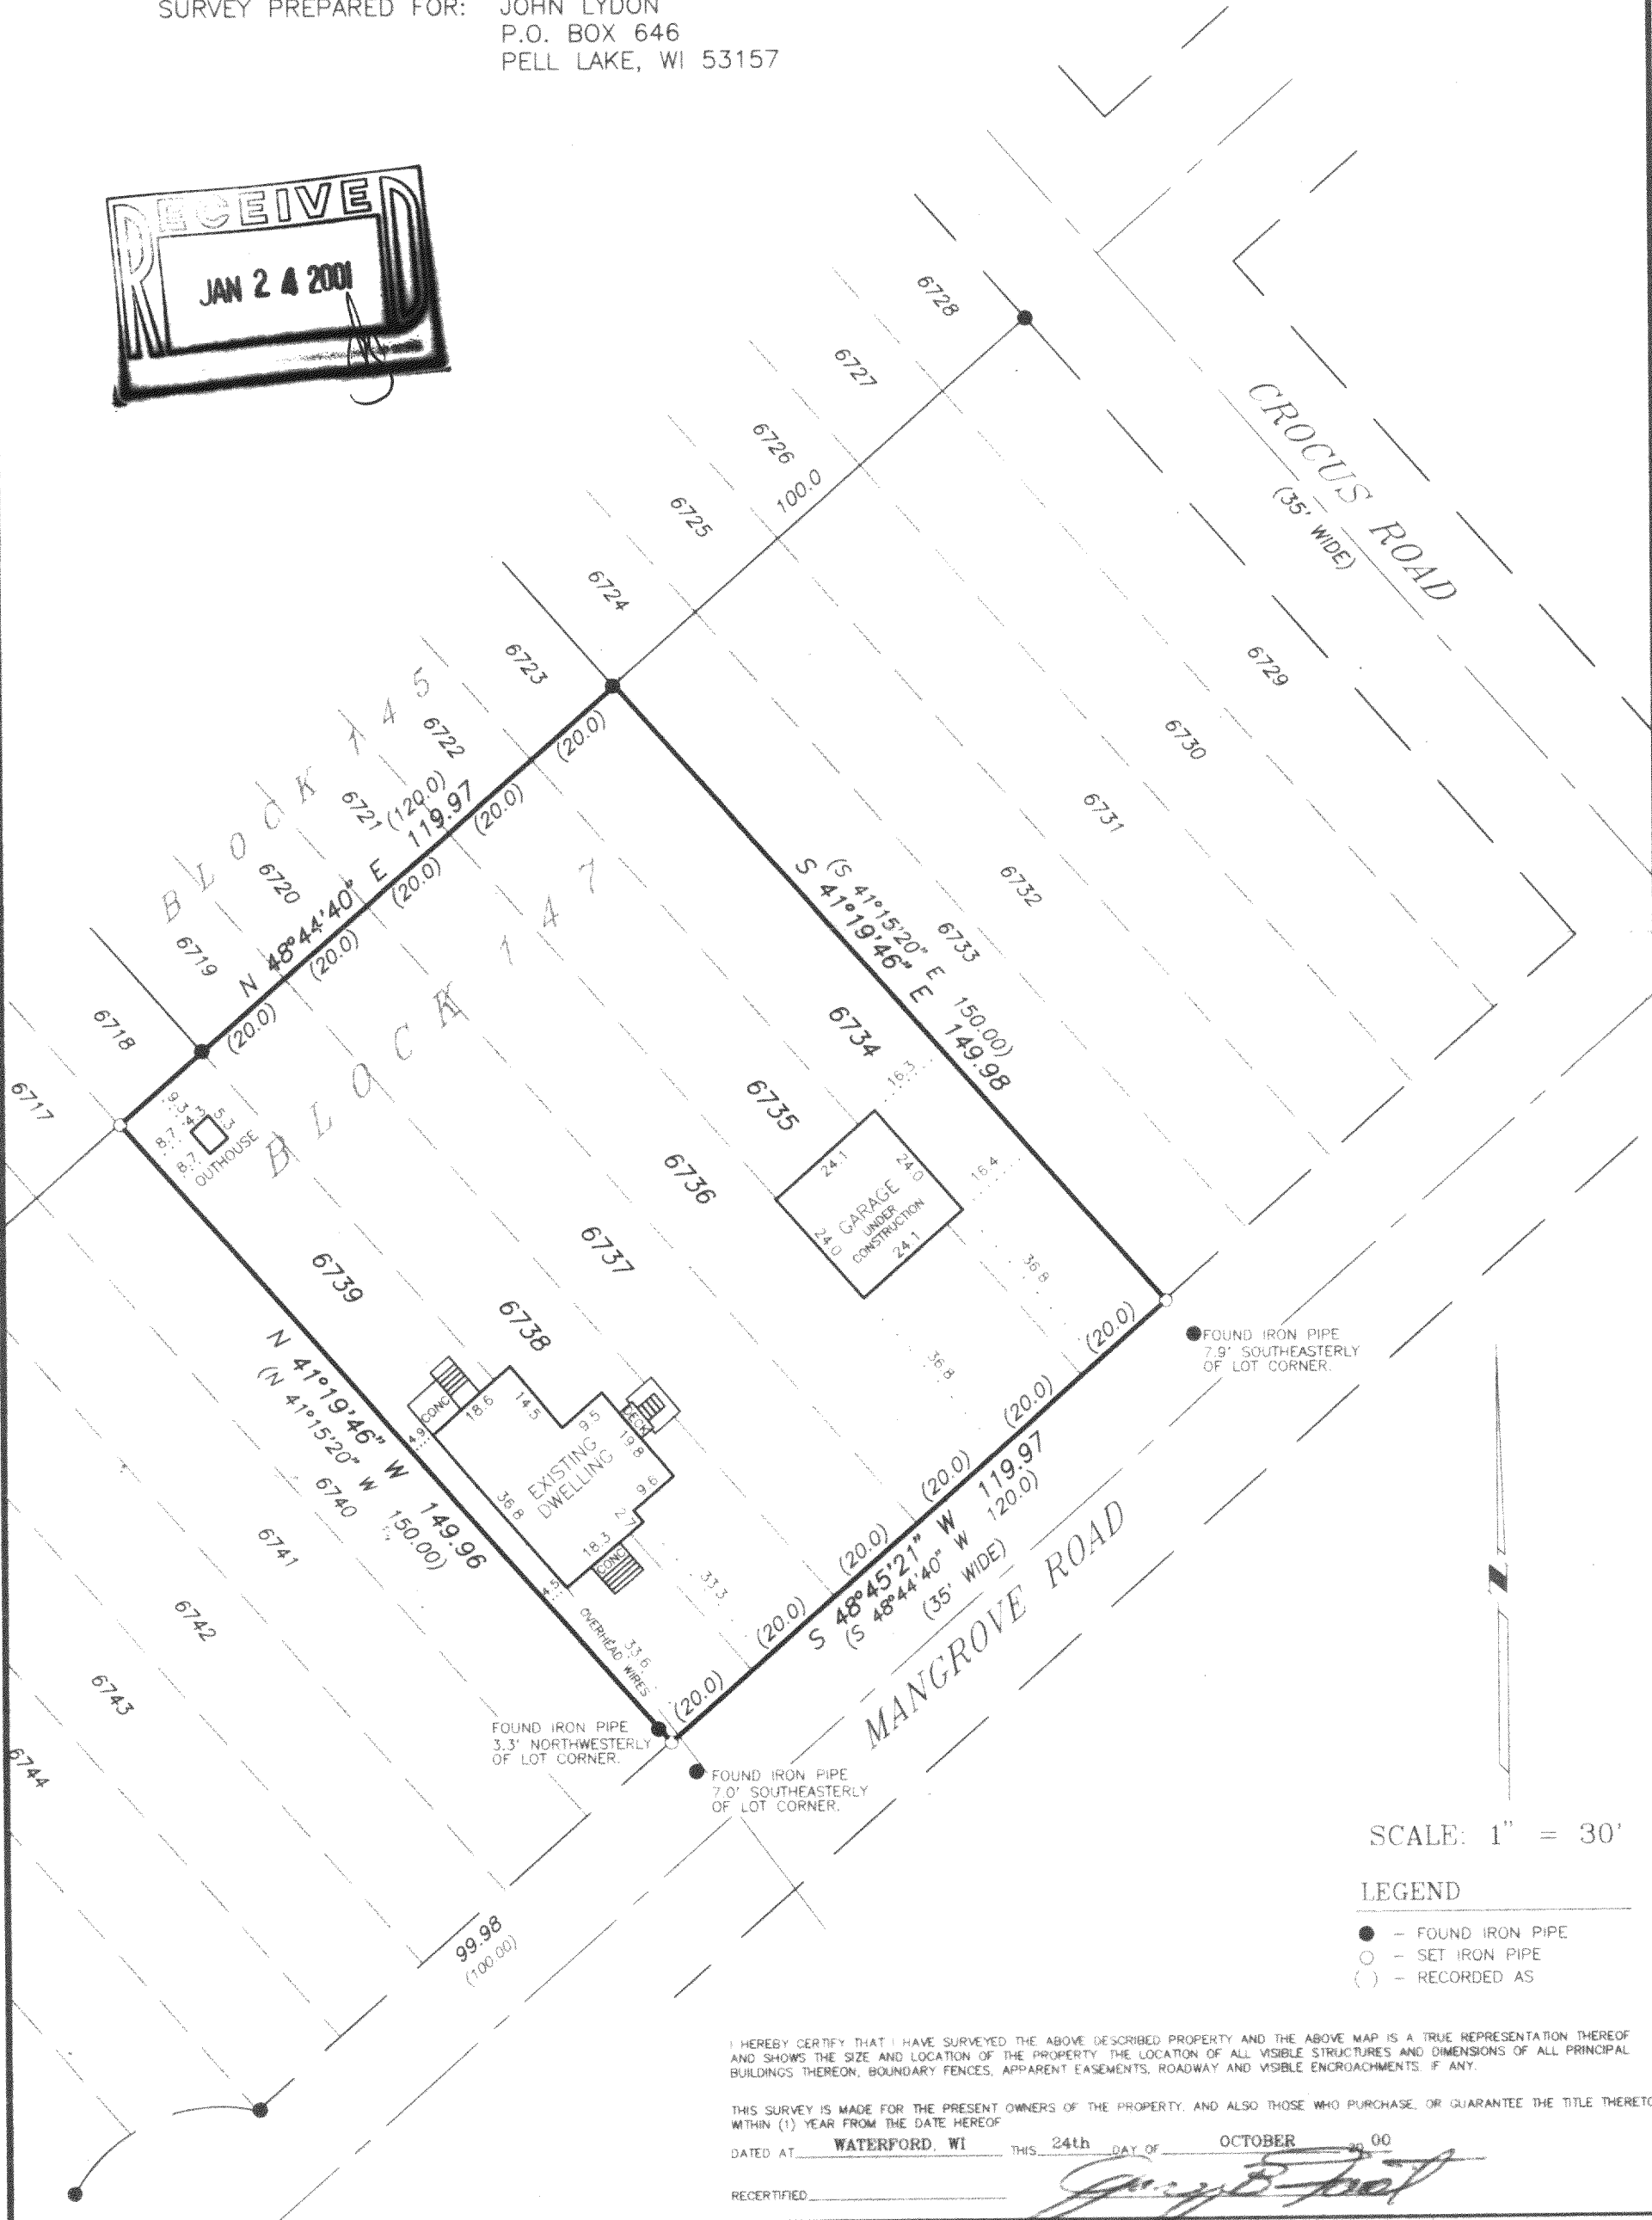 SURVEY PREPARED FOR: JOHN LYDON
P.O. BOX 646
PELL LAKE, WI 53157
RECEIVED
JAN 24 2001
6728
6727
6726
100.0
6725
6724
6723
CROCUS ROAD
(35' WIDE)
6729
6730
6731
6732
6733
BLOCK 145
6722
6721
6720
6719
6718
6717
(120.0)
N 48°44'40" E 119.97
(20.0)
(20.0)
(20.0)
(20.0)
(20.0)
BLOCK 147
(S 41°15'20" E 150.00)
S 41°19'46" E 149.98
6734
6735
6736
6737
6738
6739
16.3
24.1
24.0
GARAGE
UNDER
CONSTRUCTION
24.0
24.1
16.4
36.8
36.8
9.3
5.3
8.7
8.7
OUTHOUSE
N 41°19'46" W 149.96
(N 41°15'20" W 150.00)
CONC
4.9
18.6
14.5
9.5
DECK
19.8
EXISTING
DWELLING
36.8
9.6
2.7
18.3
CONC
4.5
33.3
33.6
OVERHEAD WIRES
(20.0)
(20.0)
(20.0)
(20.0)
(20.0)
(20.0)
S 48°45'21" W 119.97
(S 48°44'40" W 120.0)
(35' WIDE)
MANGROVE ROAD
FOUND IRON PIPE
7.9' SOUTHEASTERLY
OF LOT CORNER.
6740
6741
6742
6743
6744
FOUND IRON PIPE
3.3' NORTHWESTERLY
OF LOT CORNER.
FOUND IRON PIPE
7.0' SOUTHEASTERLY
OF LOT CORNER.
99.98
(100.00)
N
SCALE: 1" = 30'
LEGEND
● - FOUND IRON PIPE
○ - SET IRON PIPE
( ) - RECORDED AS
I HEREBY CERTIFY THAT I HAVE SURVEYED THE ABOVE DESCRIBED PROPERTY AND THE ABOVE MAP IS A TRUE REPRESENTATION THEREOF
AND SHOWS THE SIZE AND LOCATION OF THE PROPERTY THE LOCATION OF ALL VISIBLE STRUCTURES AND DIMENSIONS OF ALL PRINCIPAL
BUILDINGS THEREON, BOUNDARY FENCES, APPARENT EASEMENTS, ROADWAY AND VISIBLE ENCROACHMENTS. IF ANY.
THIS SURVEY IS MADE FOR THE PRESENT OWNERS OF THE PROPERTY, AND ALSO THOSE WHO PURCHASE, OR GUARANTEE THE TITLE THERETO
WITHIN (1) YEAR FROM THE DATE HEREOF
DATED AT WATERFORD, WI THIS 24th DAY OF OCTOBER 20 00
RECERTIFIED